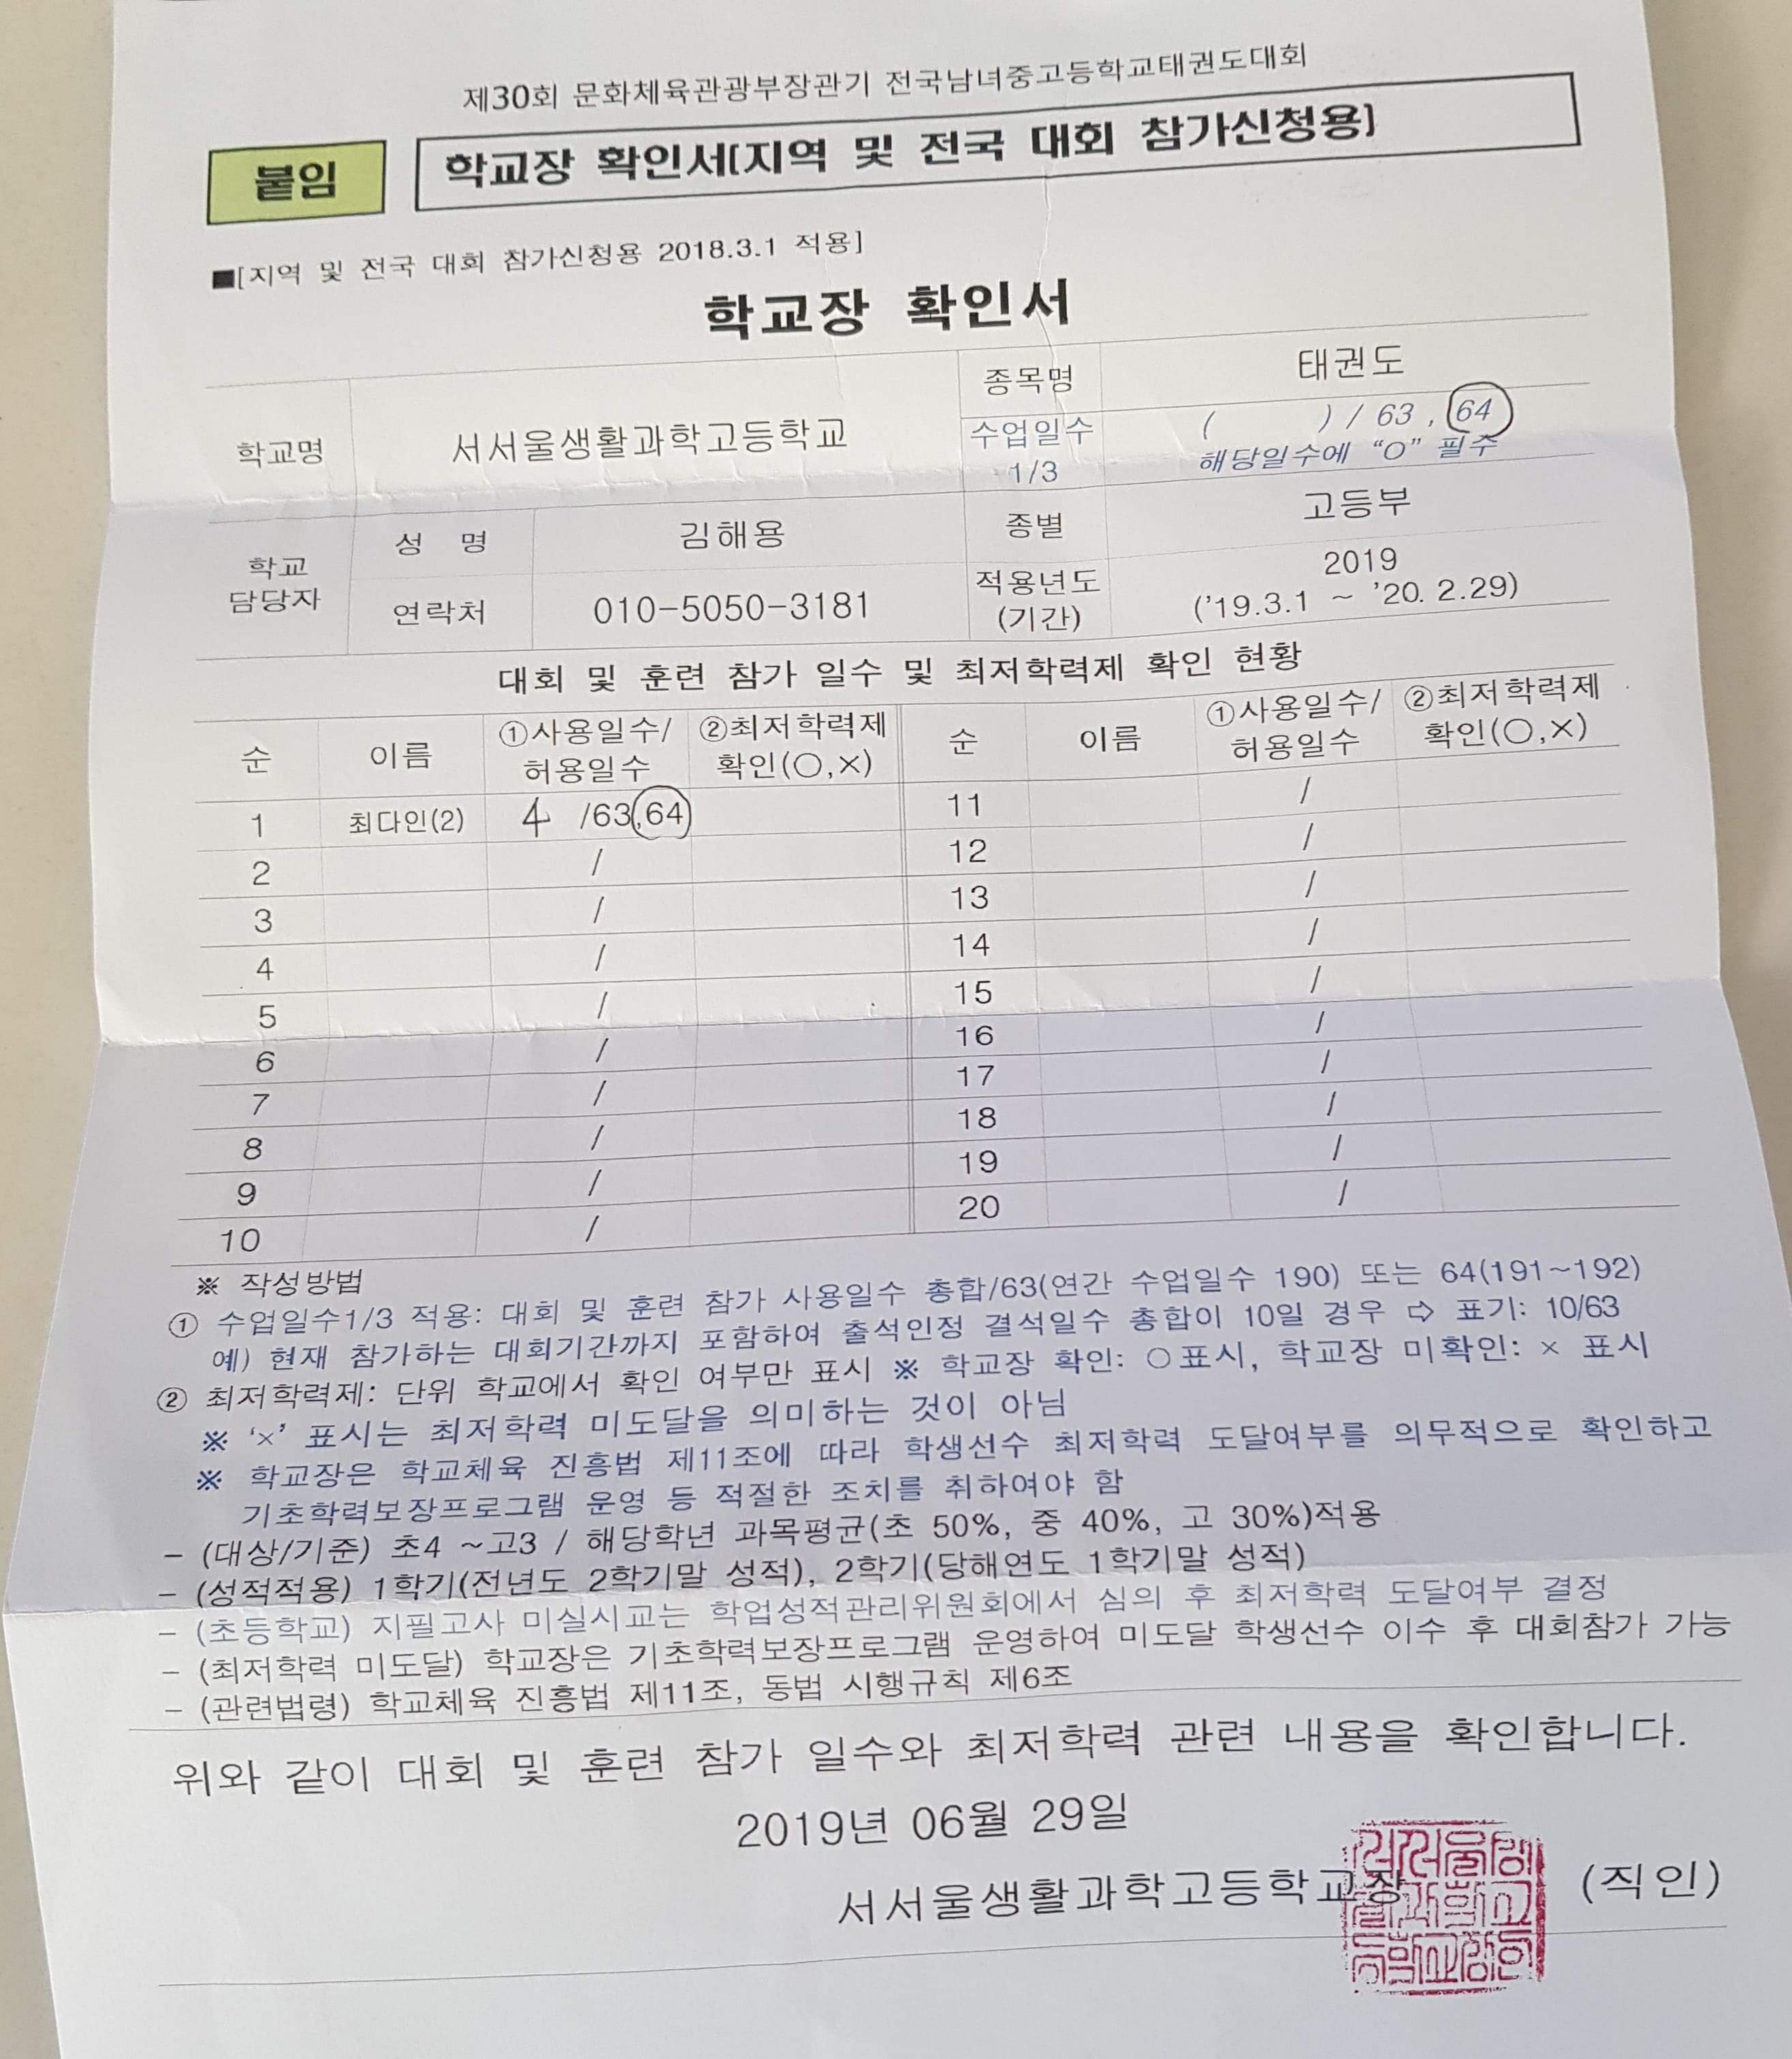 제30회 문화체육관광부장관기 전국남녀중고등학교태권도대회
붙임 학교장 확인서[지역 및 전국 대회 참가신청용]
■[지역 및 전국 대회 참가신청용 2018.3.1 적용]
학교장 확인서
학교명 서서울생활과학고등학교 종목명 태권도
수업일수 1/3 ( ) / 63 , 64
해당일수에 “O” 필수
학교 담당자 성 명 김해용 종별 고등부
연락처 010-5050-3181 적용년도 (기간) 2019
('19.3.1 ~ '20. 2.29)
대회 및 훈련 참가 일수 및 최저학력제 확인 현황
순 이름 ①사용일수/허용일수 ②최저학력제 확인(○,×) 순 이름 ①사용일수/허용일수 ②최저학력제 확인(○,×)
1 최다인(2) 4 /63,64 11 /
2 / 12 /
3 / 13 /
4 / 14 /
5 / 15 /
6 / 16 /
7 / 17 /
8 / 18 /
9 / 19 /
10 / 20 /
※ 작성방법
① 수업일수1/3 적용: 대회 및 훈련 참가 사용일수 총합/63(연간 수업일수 190) 또는 64(191~192)
예) 현재 참가하는 대회기간까지 포함하여 출석인정 결석일수 총합이 10일 경우 ⇨ 표기: 10/63
② 최저학력제: 단위 학교에서 확인 여부만 표시 ※ 학교장 확인: ○표시, 학교장 미확인: × 표시
※ ‘×’ 표시는 최저학력 미도달을 의미하는 것이 아님
※ 학교장은 학교체육 진흥법 제11조에 따라 학생선수 최저학력 도달여부를 의무적으로 확인하고
기초학력보장프로그램 운영 등 적절한 조치를 취하여야 함
- (대상/기준) 초4 ~고3 / 해당학년 과목평균(초 50%, 중 40%, 고 30%)적용
- (성적적용) 1학기(전년도 2학기말 성적), 2학기(당해연도 1학기말 성적)
- (초등학교) 지필고사 미실시교는 학업성적관리위원회에서 심의 후 최저학력 도달여부 결정
- (최저학력 미도달) 학교장은 기초학력보장프로그램 운영하여 미도달 학생선수 이수 후 대회참가 가능
- (관련법령) 학교체육 진흥법 제11조, 동법 시행규칙 제6조
위와 같이 대회 및 훈련 참가 일수와 최저학력 관련 내용을 확인합니다.
2019년 06월 29일
서서울생활과학고등학교장 (직인)